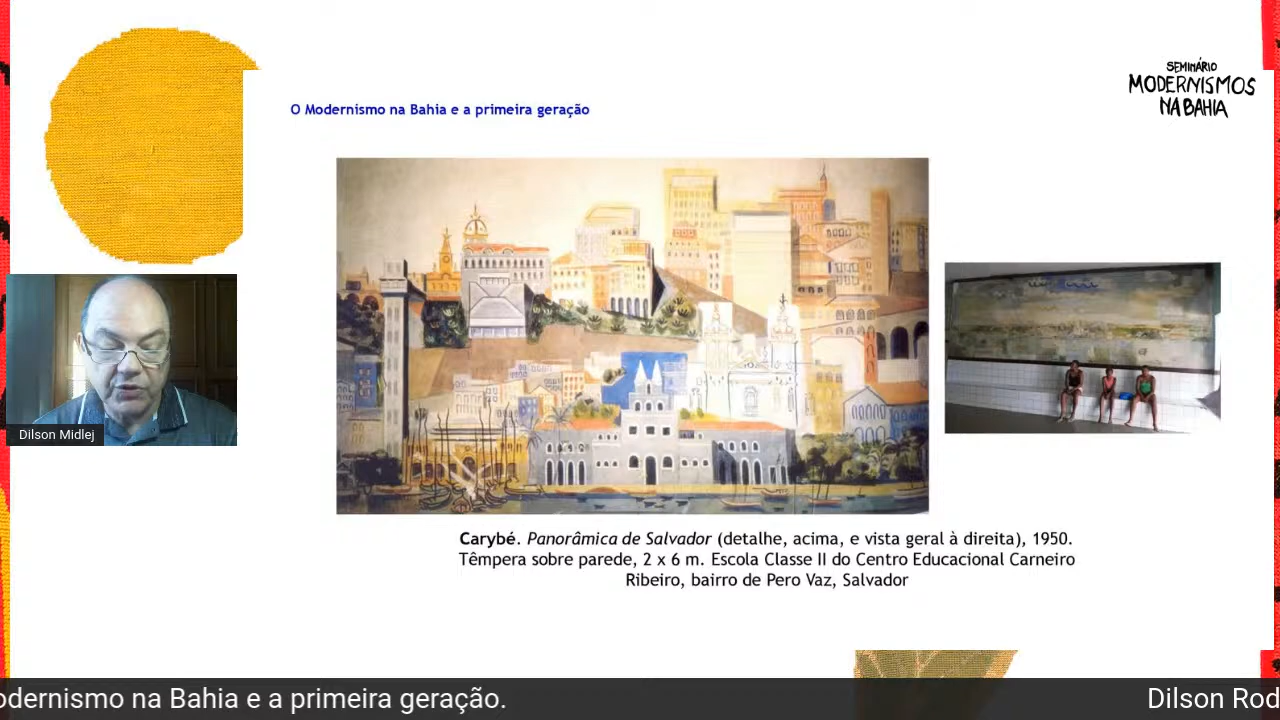 SEMINÁRIO
MODERNISMOS
NA BAHIA
O Modernismo na Bahia e a primeira geração
Dilson Midlej
Carybé. Panorâmica de Salvador (detalhe, acima, e vista geral à direita), 1950.
Têmpera sobre parede, 2 x 6 m. Escola Classe II do Centro Educacional Carneiro
Ribeiro, bairro de Pero Vaz, Salvador
odernismo na Bahia e a primeira geração. Dilson Rod